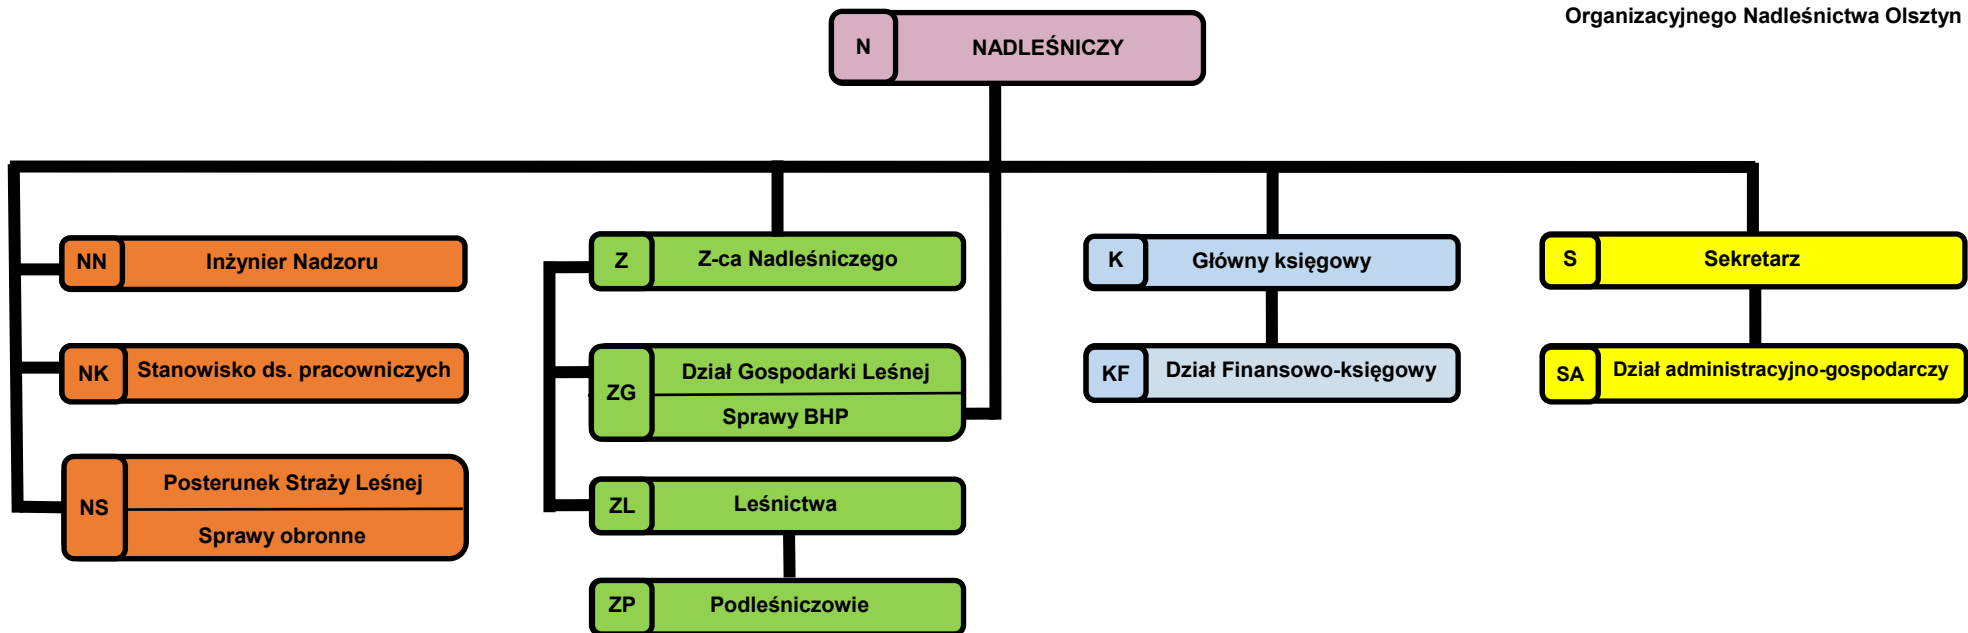 Organizacyjnego Nadleśnictwa Olsztyn
N NADLEŚNICZY
NN Inżynier Nadzoru
Z Z-ca Nadleśniczego
K Główny księgowy
S Sekretarz
NK Stanowisko ds. pracowniczych
ZG Dział Gospodarki Leśnej
Sprawy BHP
KF Dział Finansowo-księgowy
SA Dział administracyjno-gospodarczy
NS Posterunek Straży Leśnej
Sprawy obronne
ZL Leśnictwa
ZP Podleśniczowie